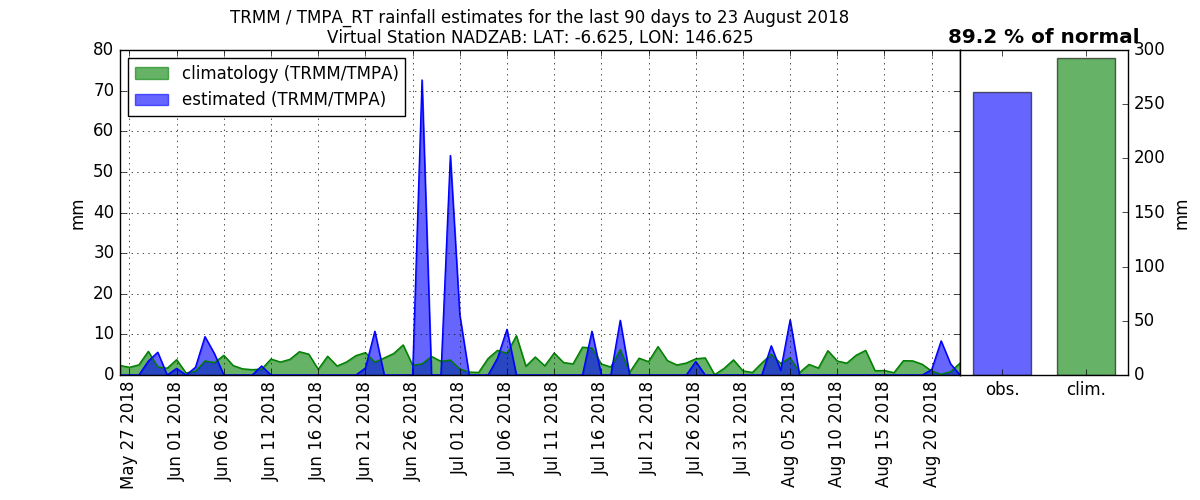 TRMM / TMPA_RT rainfall estimates for the last 90 days to 23 August 2018
Virtual Station NADZAB: LAT: -6.625, LON: 146.625
89.2 % of normal
climatology (TRMM/TMPA)
estimated (TRMM/TMPA)
mm
80
70
60
50
40
30
20
10
0
May 27 2018
Jun 01 2018
Jun 06 2018
Jun 11 2018
Jun 16 2018
Jun 21 2018
Jun 26 2018
Jul 01 2018
Jul 06 2018
Jul 11 2018
Jul 16 2018
Jul 21 2018
Jul 26 2018
Jul 31 2018
Aug 05 2018
Aug 10 2018
Aug 15 2018
Aug 20 2018
obs.
clim.
300
250
200
150
100
50
0
mm